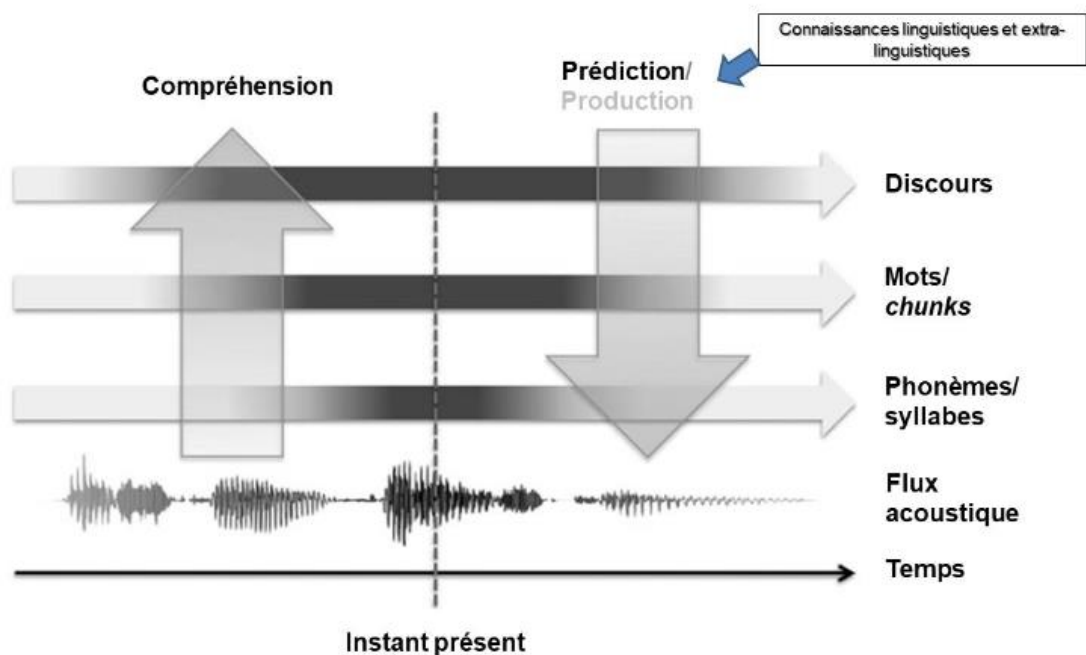 Connaissances linguistiques et extra-
linguistiques
Compréhension
Prédiction/
Production
Discours
Mots/
chunks
Phonèmes/
syllabes
Flux
acoustique
Temps
Instant présent